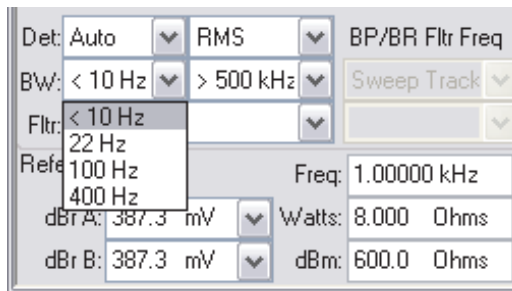 Det: Auto RMS BP/BR Fltr Freq
BW: < 10 Hz > 500 kHz Sweep Track
Fltr: < 10 Hz
22 Hz
Refe 100 Hz Freq: 1.00000 kHz
400 Hz
dBr A: 387.3 mV Watts: 8.000 Ohms
dBr B: 387.3 mV dBm: 600.0 Ohms